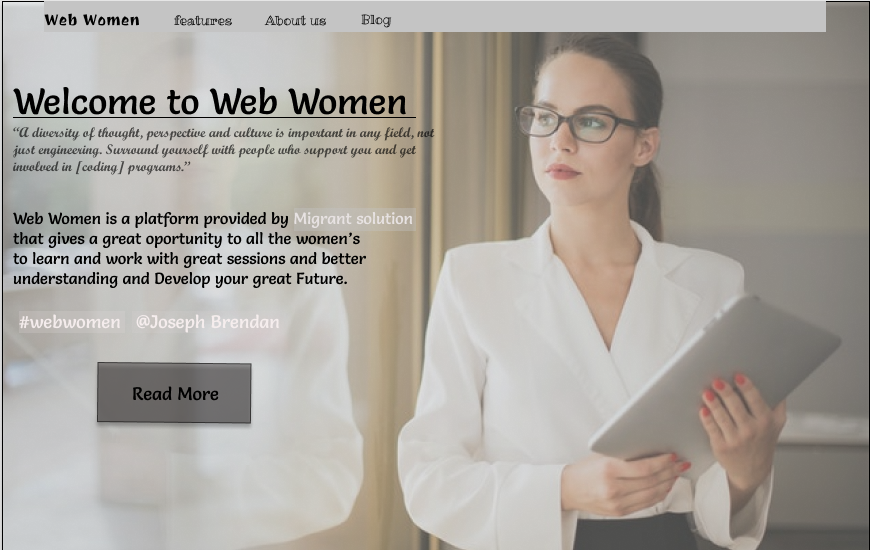 Web Women features About us Blog
Welcome to Web Women
“A diversity of thought, perspective and culture is important in any field, not
just engineering. Surround yourself with people who support you and get
involved in [coding] programs.”
Web Women is a platform provided by Migrant solution
that gives a great oportunity to all the women’s
to learn and work with great sessions and better
understanding and Develop your great Future.
#webwomen @Joseph Brendan
Read More